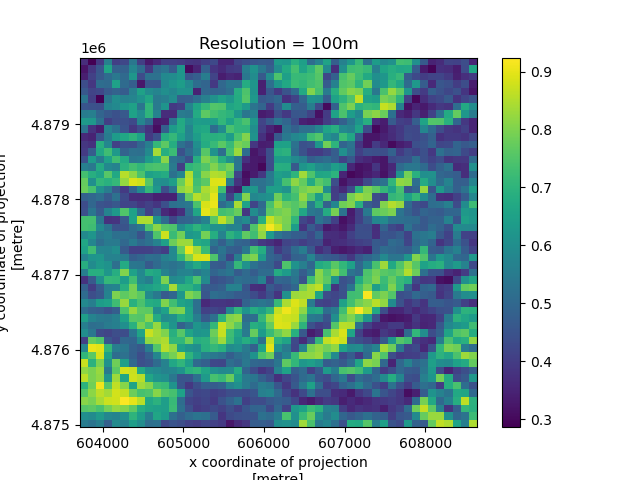 Resolution = 100m
1e6
4.879
4.878
4.877
4.876
4.875
y coordinate of projection
[metre]
604000 605000 606000 607000 608000
x coordinate of projection
[metre]
0.9
0.8
0.7
0.6
0.5
0.4
0.3